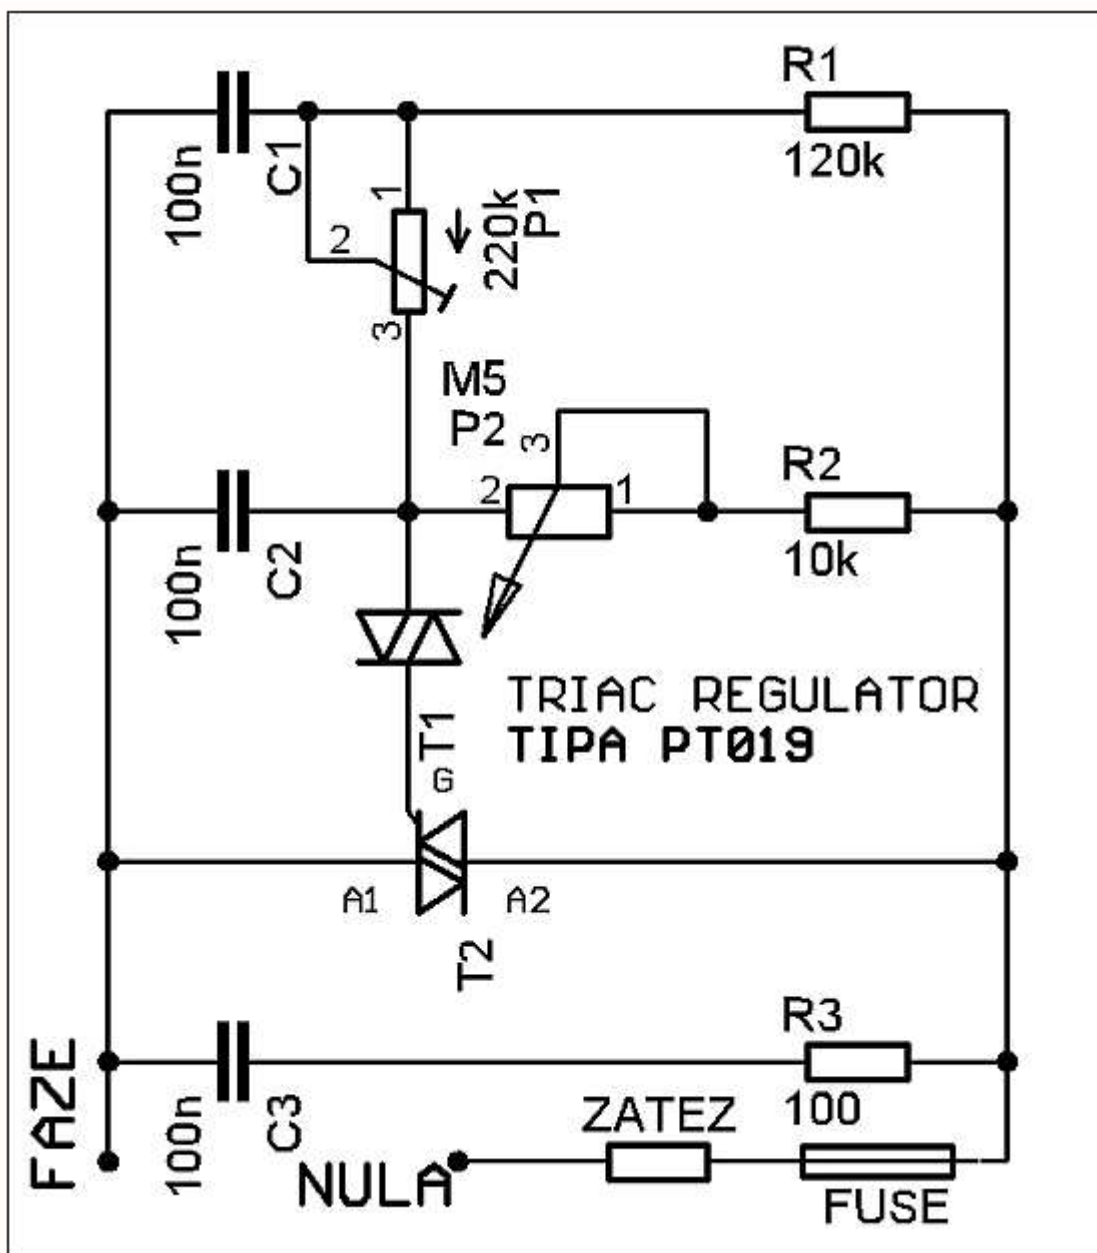 R1
120k
100n
C1
1
2
3
220k
P1
M5
P2
3
2
1
R2
10k
100n
C2
TRIAC REGULATOR
TIPA PT019
T1
G
A1
A2
T2
R3
100
100n
C3
FAZE
NULA
ZATEZ
FUSE